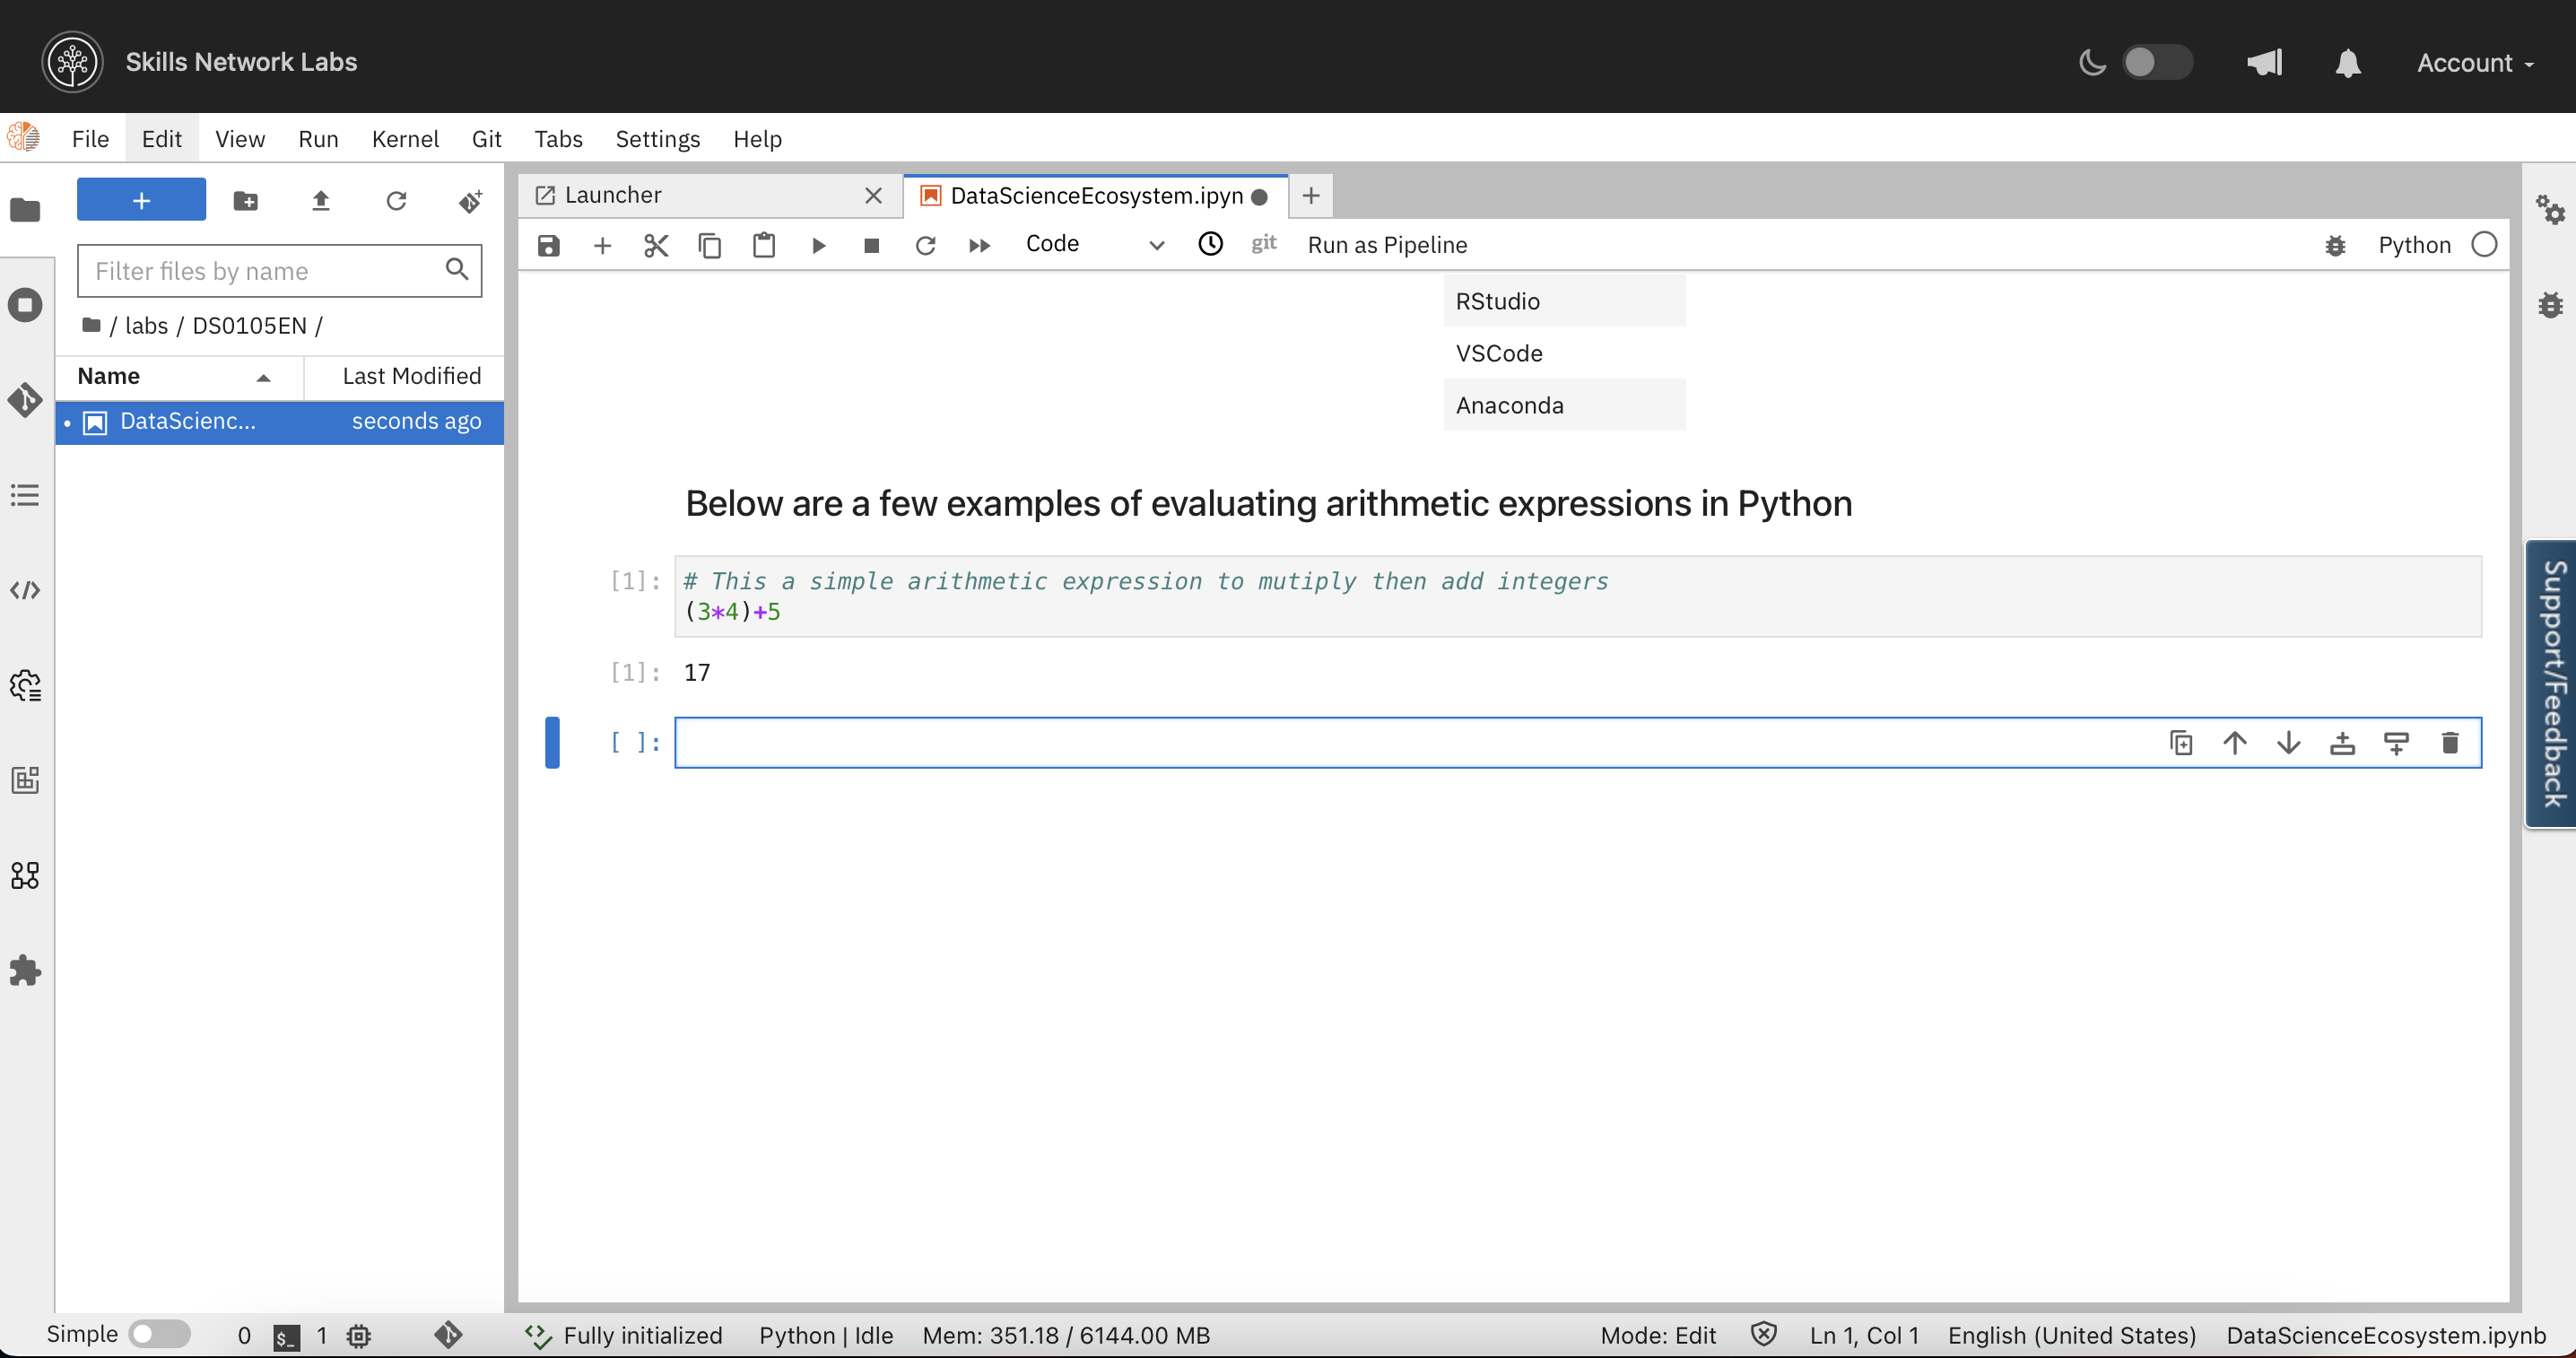 Skills Network Labs
Account
File Edit View Run Kernel Git Tabs Settings Help
+
Filter files by name
/ labs / DS0105EN /
Name Last Modified
DataScienc... seconds ago
Launcher
DataScienceEcosystem.ipyn
+
Code
git
Run as Pipeline
Python
RStudio
VSCode
Anaconda
Below are a few examples of evaluating arithmetic expressions in Python
[1]: # This a simple arithmetic expression to mutiply then add integers
(3*4)+5
[1]: 17
[ ]:
Support/Feedback
Simple 0 $_ 1 Fully initialized Python | Idle Mem: 351.18 / 6144.00 MB Mode: Edit Ln 1, Col 1 English (United States) DataScienceEcosystem.ipynb